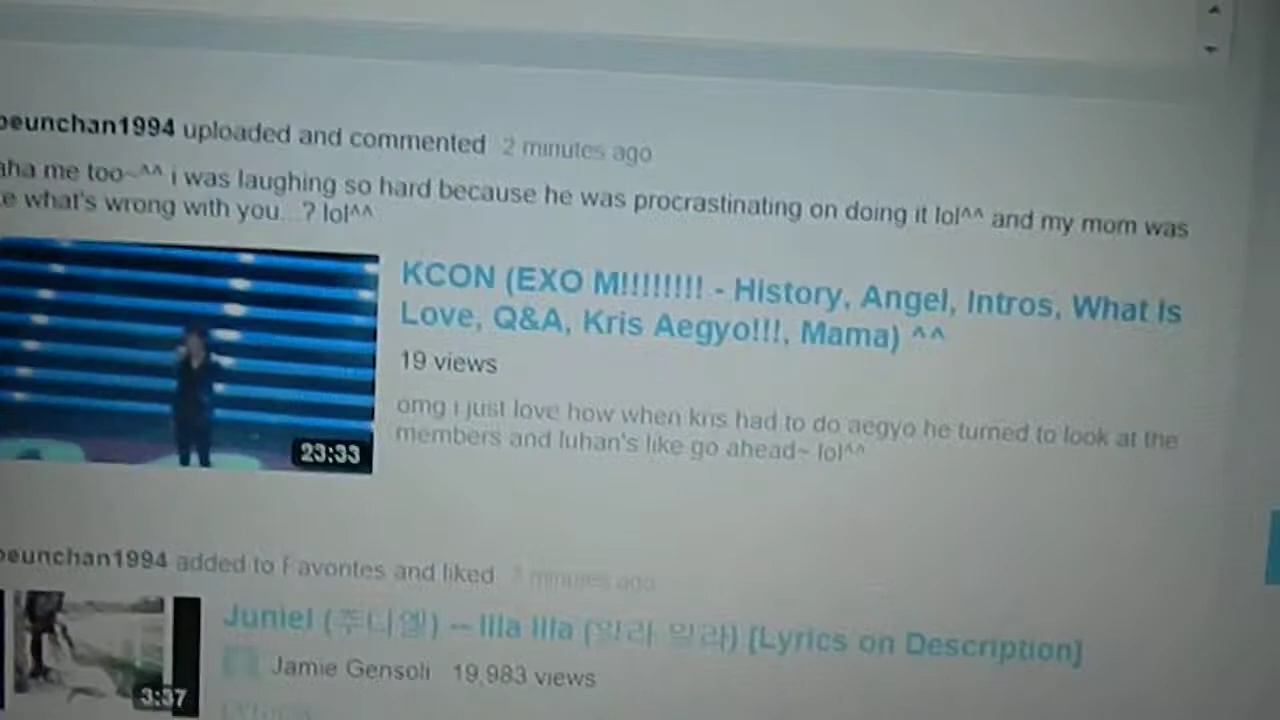 peunchan1994 uploaded and commented 2 minutes ago
aha me too~^^ i was laughing so hard because he was procrastinating on doing it lol^^ and my mom was
e what's wrong with you...? lol^^
KCON (EXO M!!!!!!!! - History, Angel, Intros, What Is
Love, Q&A, Kris Aegyo!!!, Mama) ^^
19 views
omg i just love how when kris had to do aegyo he turned to look at the
members and luhan's like go ahead~ lol^^
23:33
peunchan1994 added to Favorites and liked minutes ago
Juniel (주니엘) -- Illa Illa (일라 일라) [Lyrics on Description]
Jamie Gensoli 19,983 views
3:37